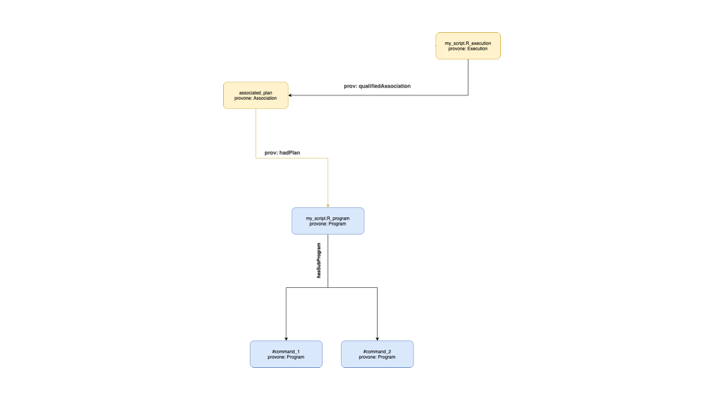 my_script.R_execution
provone: Execution
prov: qualifiedAssociation
associated_plan
provone: Association
prov: hadPlan
my_script.R_program
provone: Program
hasSubProgram
#command_1
provone: Program
#command_2
provone: Program